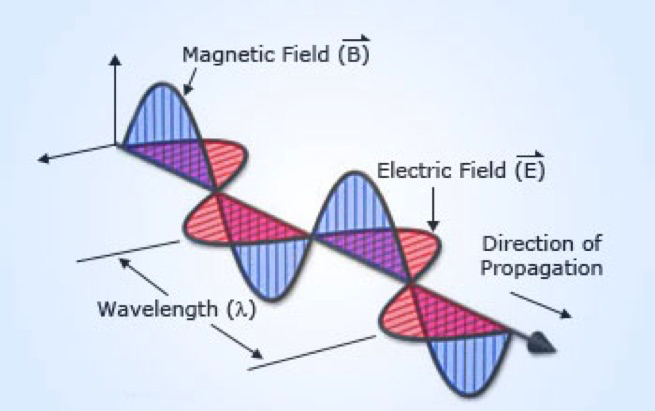 Magnetic Field (B⃗)
Electric Field (E⃗)
Direction of
Propagation
Wavelength (λ)